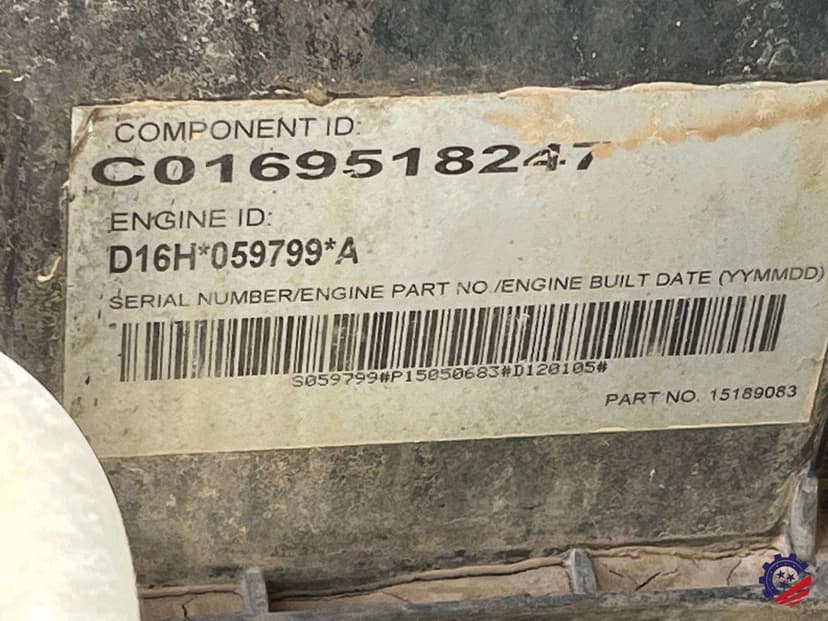 COMPONENT ID:
C0169518247
ENGINE ID:
D16H*059799*A
SERIAL NUMBER/ENGINE PART NO./ENGINE BUILT DATE (YYMMDD)
S059799#P15050683#D120105#
PART NO. 15189083